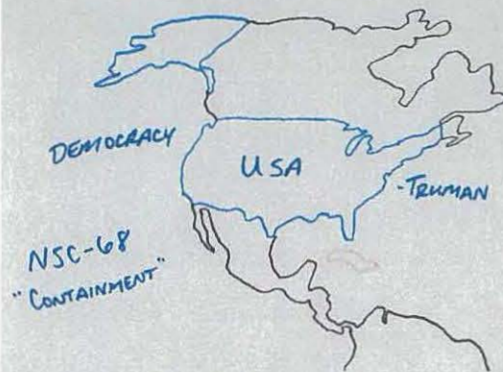 DEMOCRACY
USA
-TRUMAN
NSC-68
"CONTAINMENT"